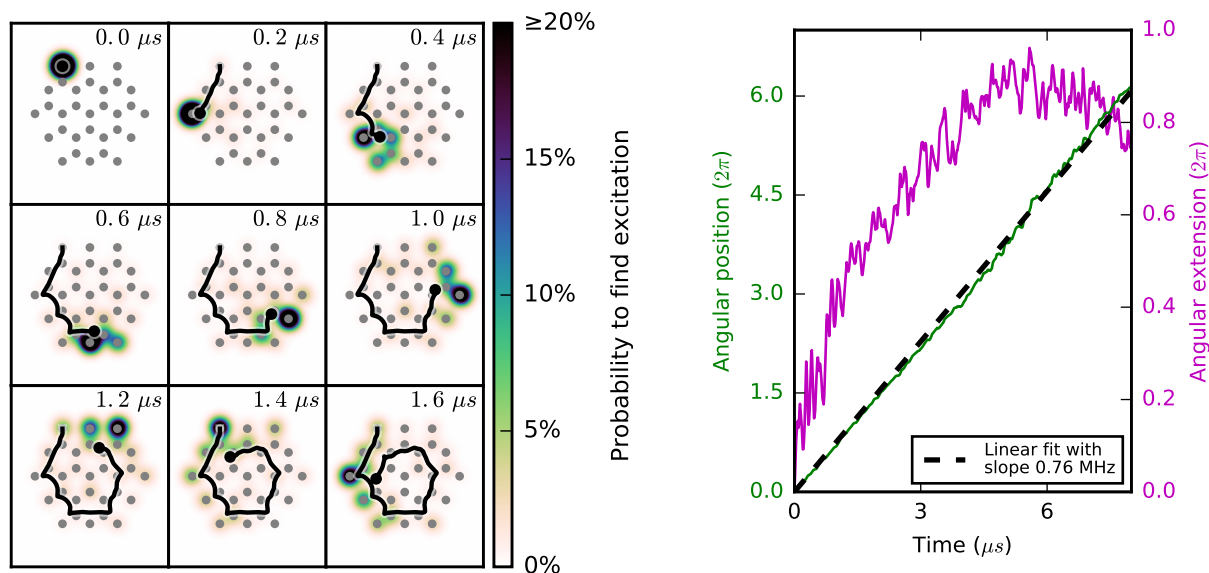 0.0 μs
0.2 μs
0.4 μs
0.6 μs
0.8 μs
1.0 μs
1.2 μs
1.4 μs
1.6 μs
≥20%
15%
10%
5%
0%
Probability to find excitation
Angular position (2π)
6.0
4.5
3.0
1.5
0.0
0
3
6
Time (μs)
Linear fit with
slope 0.76 MHz
1.0
0.8
0.6
0.4
0.2
0.0
Angular extension (2π)